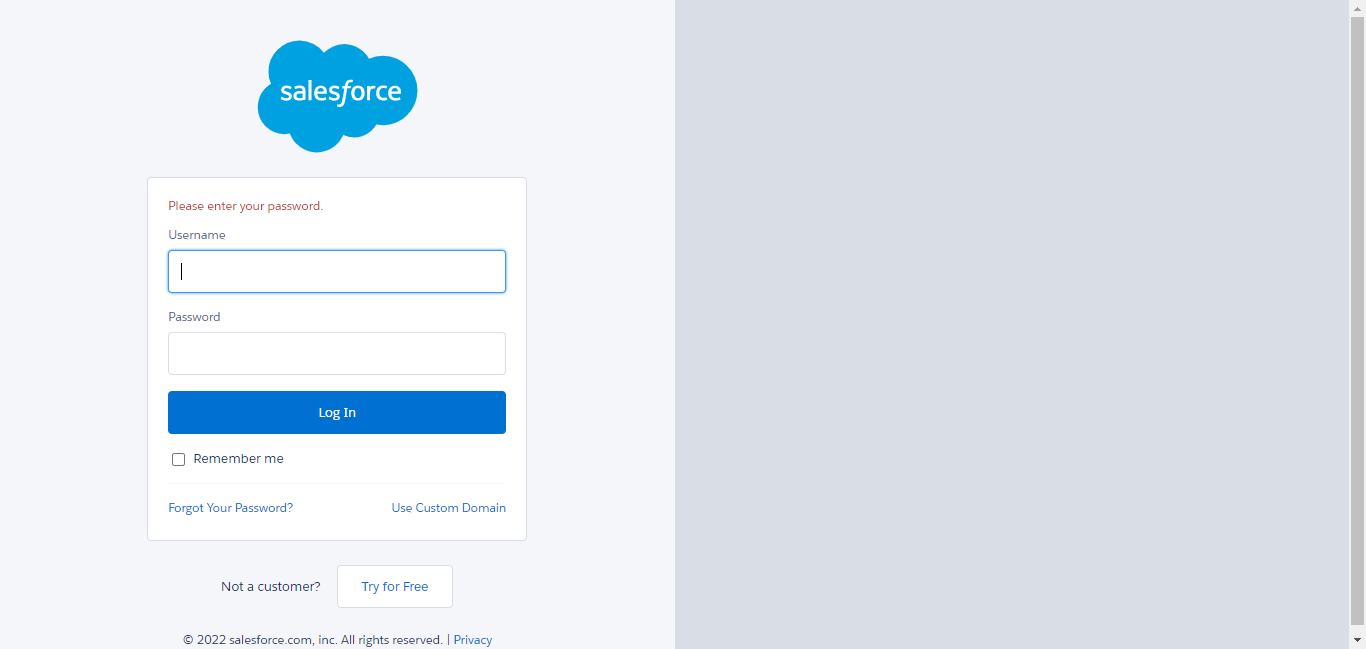 salesforce
Please enter your password.
Username
Password
Log In
Remember me
Forgot Your Password? Use Custom Domain
Not a customer? Try for Free
© 2022 salesforce.com, inc. All rights reserved. | Privacy